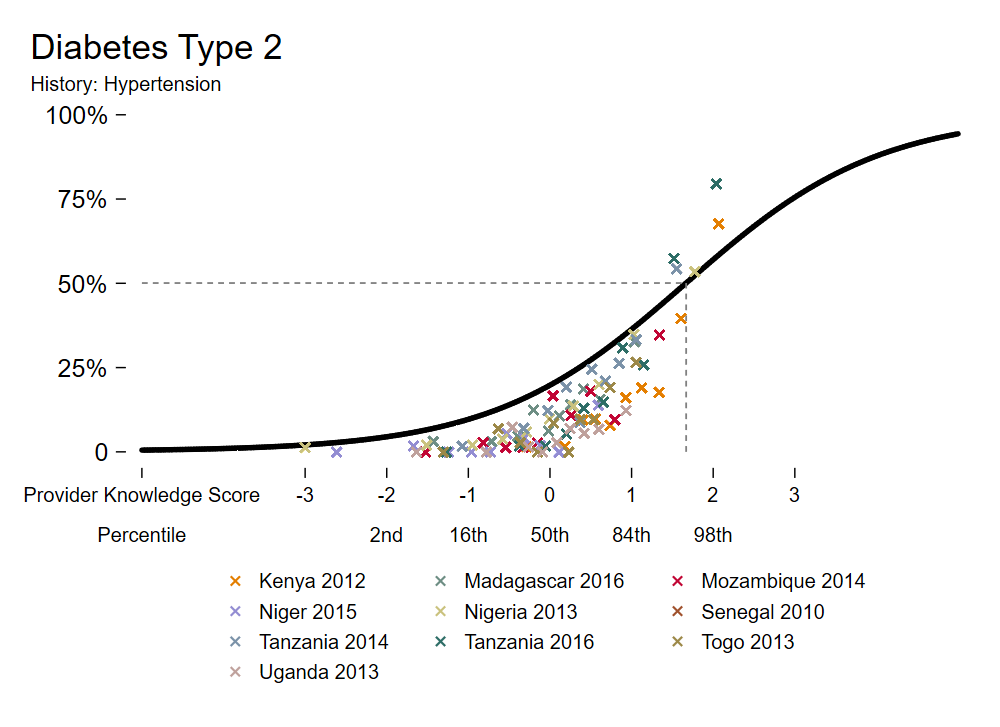 Diabetes Type 2
History: Hypertension
100%
75%
50%
25%
0
Provider Knowledge Score -3 -2 -1 0 1 2 3
Percentile 2nd 16th 50th 84th 98th
Kenya 2012 Madagascar 2016 Mozambique 2014
Niger 2015 Nigeria 2013 Senegal 2010
Tanzania 2014 Tanzania 2016 Togo 2013
Uganda 2013